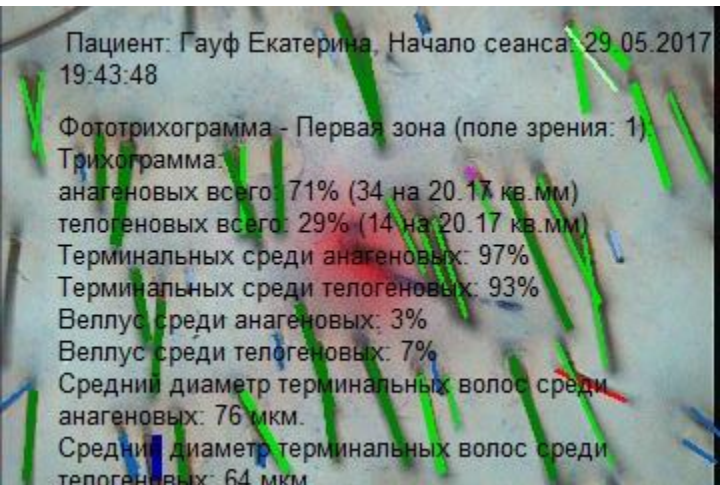 Пациент: Гауф Екатерина, Начало сеанса: 29.05.2017
19:43:48
Фототрихограмма - Первая зона (поле зрения: 1).
Трихограмма:
анагеновых всего: 71% (34 на 20.17 кв.мм)
телогеновых всего: 29% (14 на 20.17 кв.мм)
Терминальных среди анагеновых: 97%
Терминальных среди телогеновых: 93%
Веллус среди анагеновых: 3%
Веллус среди телогеновых: 7%
Средний диаметр терминальных волос среди
анагеновых: 76 мкм.
Средний диаметр терминальных волос среди
телогеновых: 64 мкм